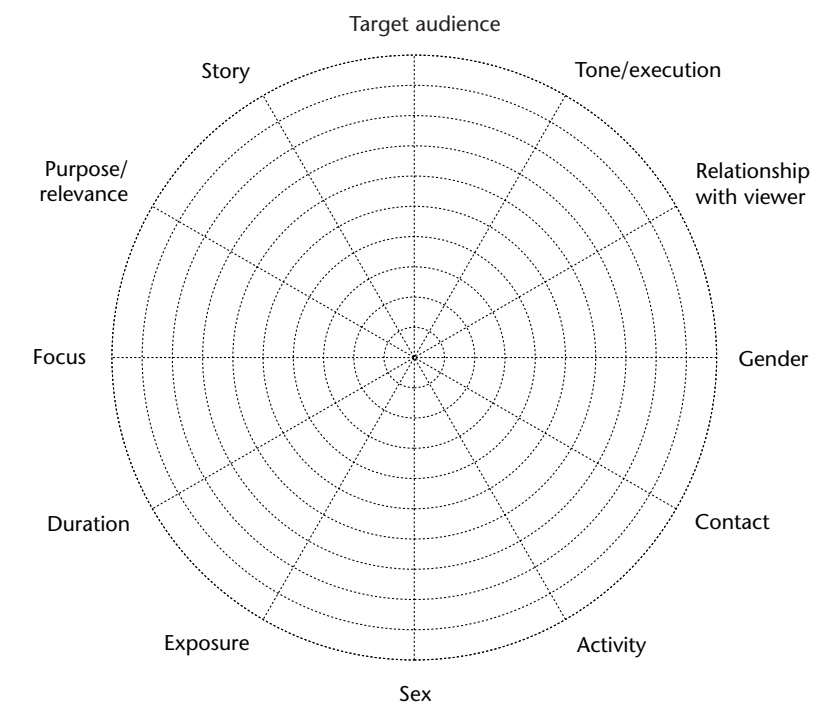 Target audience
Story
Tone/execution
Purpose/
relevance
Relationship
with viewer
Focus
Gender
Duration
Contact
Exposure
Activity
Sex